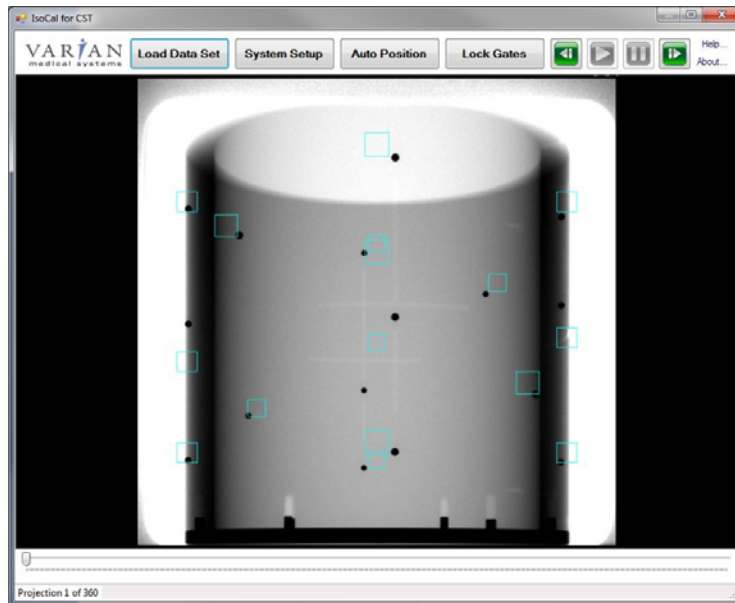 IsoCal for CST
VARIAN
medical systems
Load Data Set
System Setup
Auto Position
Lock Gates
Help...
About...
Projection 1 of 360